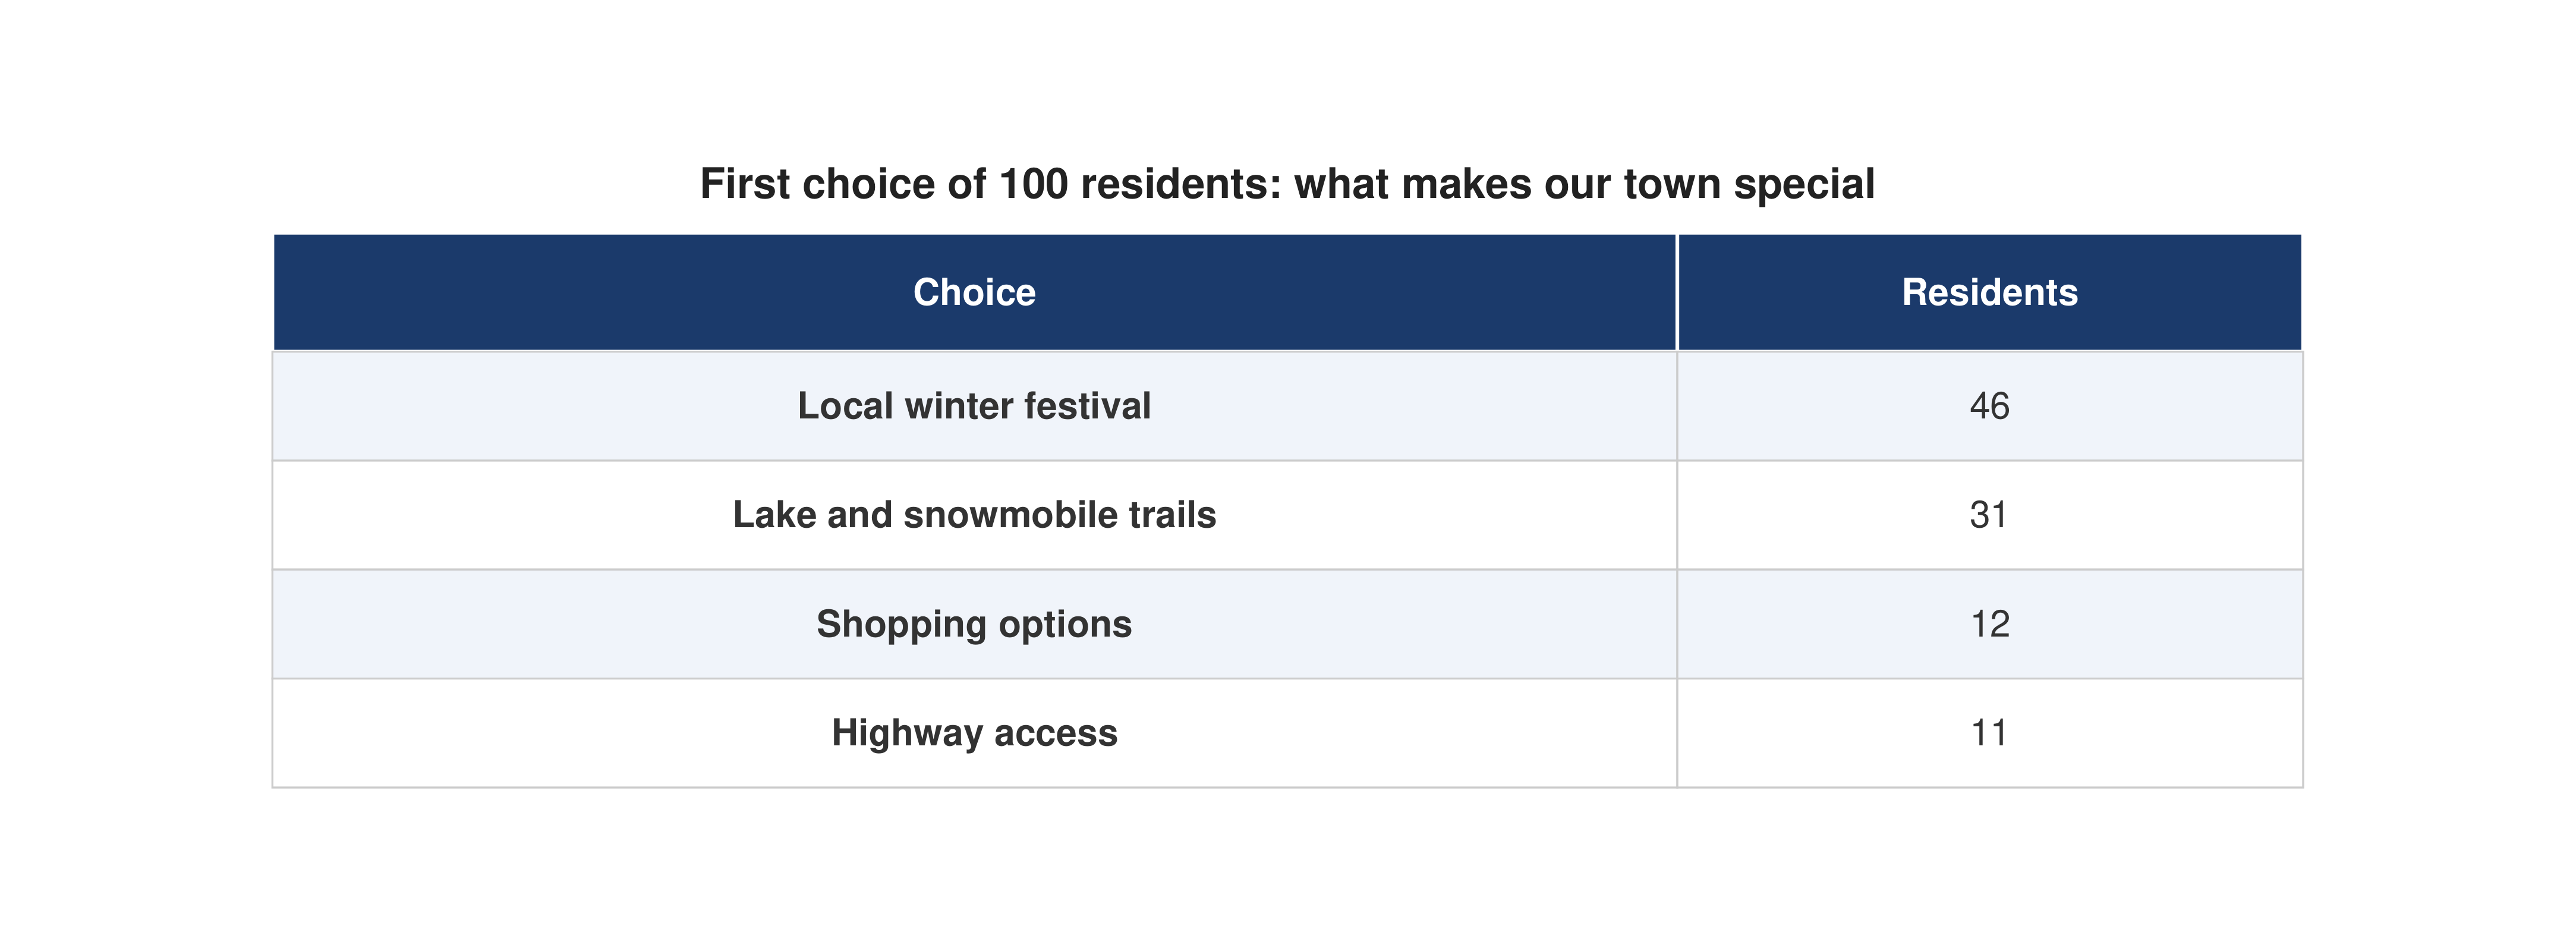 First choice of 100 residents: what makes our town special
Choice Residents
Local winter festival 46
Lake and snowmobile trails 31
Shopping options 12
Highway access 11